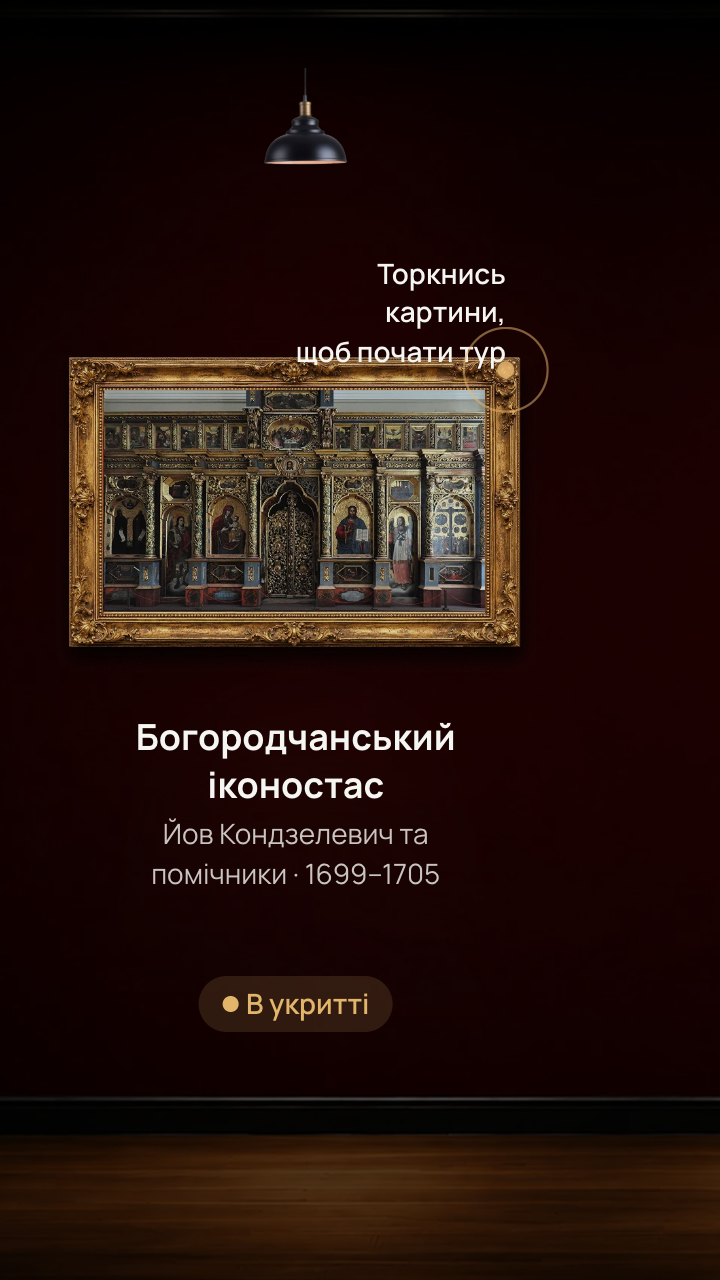 Торкнись
картини,
щоб почати тур
Богородчанський
іконостас
Йов Кондзелевич та
помічники · 1699–1705
В укритті